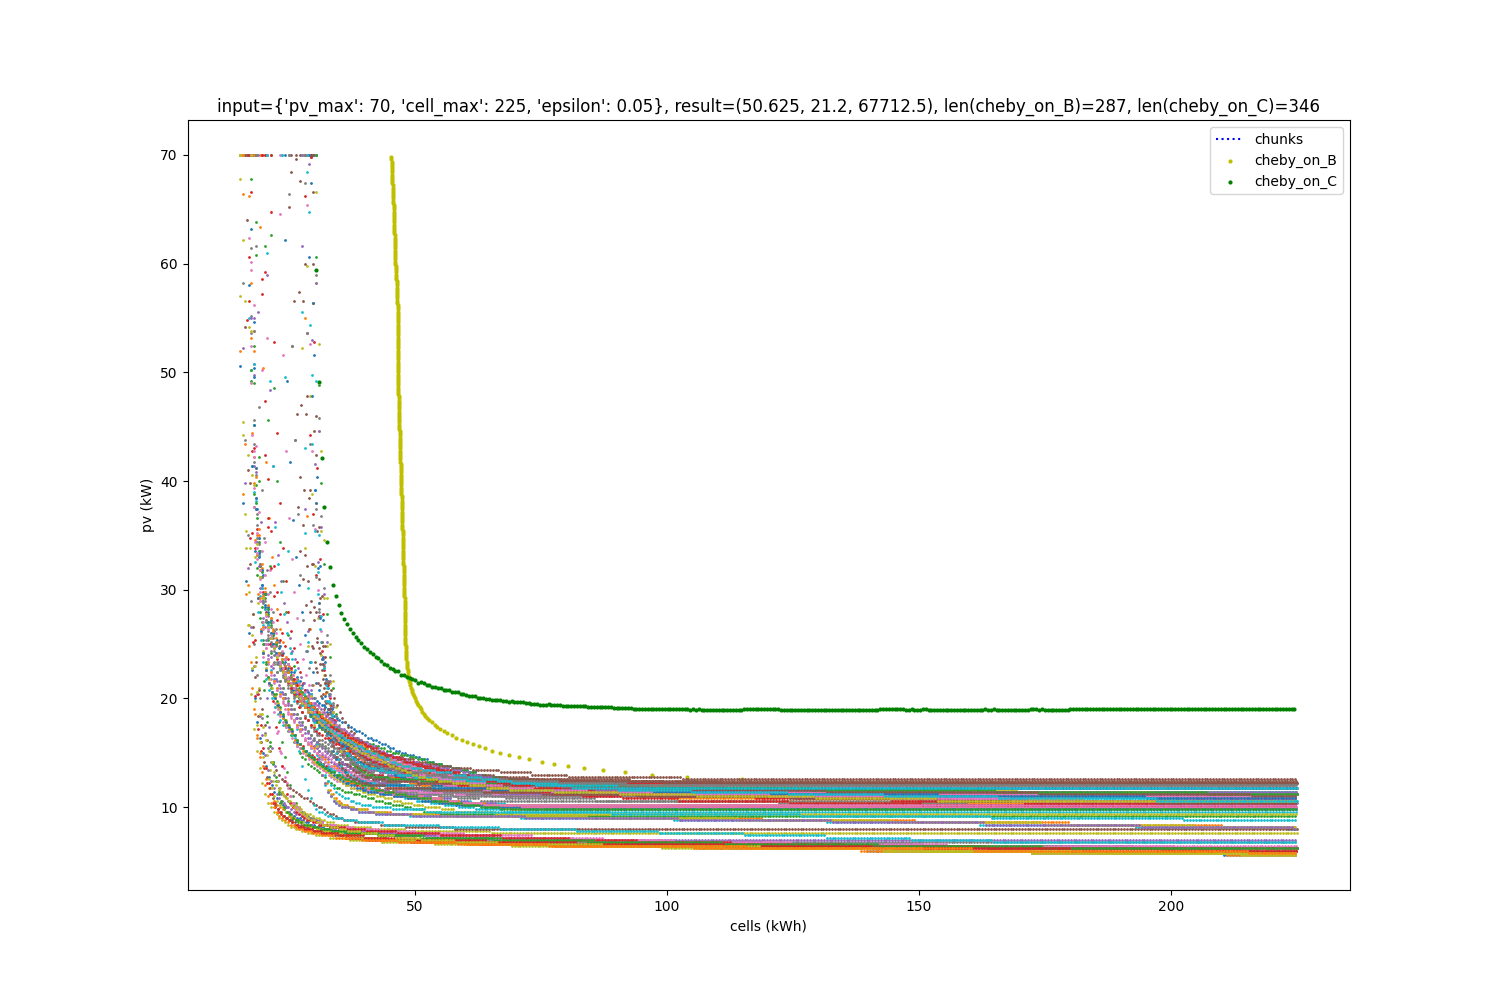 input={'pv_max': 70, 'cell_max': 225, 'epsilon': 0.05}, result=(50.625, 21.2, 67712.5), len(cheby_on_B)=287, len(cheby_on_C)=346
chunks
cheby_on_B
cheby_on_C
70
60
50
40
30
20
10
pv (kW)
50
100
150
200
cells (kWh)